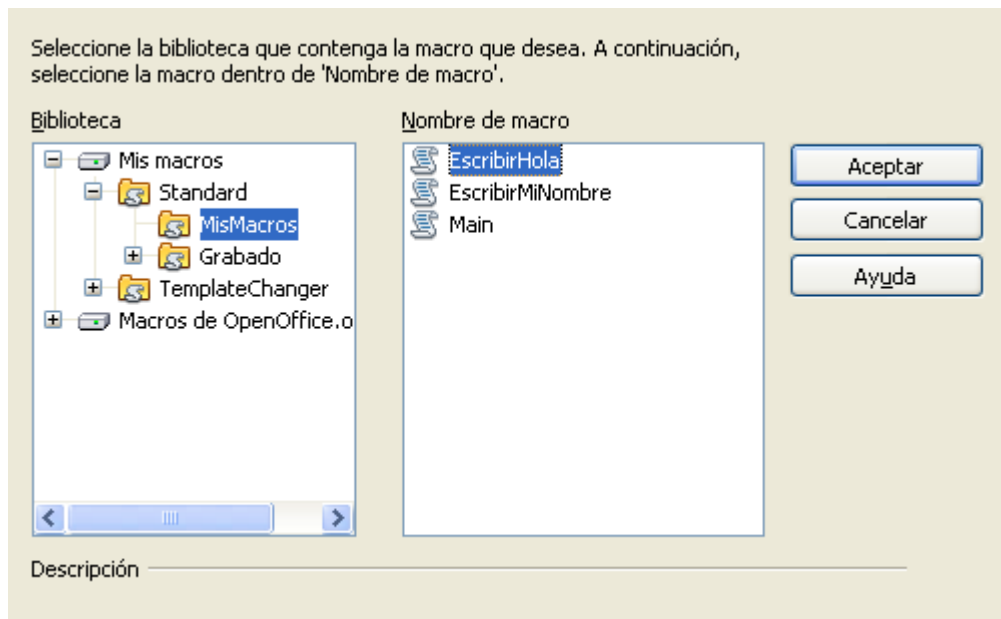 Seleccione la biblioteca que contenga la macro que desea. A continuación,
seleccione la macro dentro de 'Nombre de macro'.
Biblioteca
Mis macros
Standard
MisMacros
Grabado
TemplateChanger
Macros de OpenOffice.o
Nombre de macro
EscribirHola
EscribirMiNombre
Main
Aceptar
Cancelar
Ayuda
Descripción